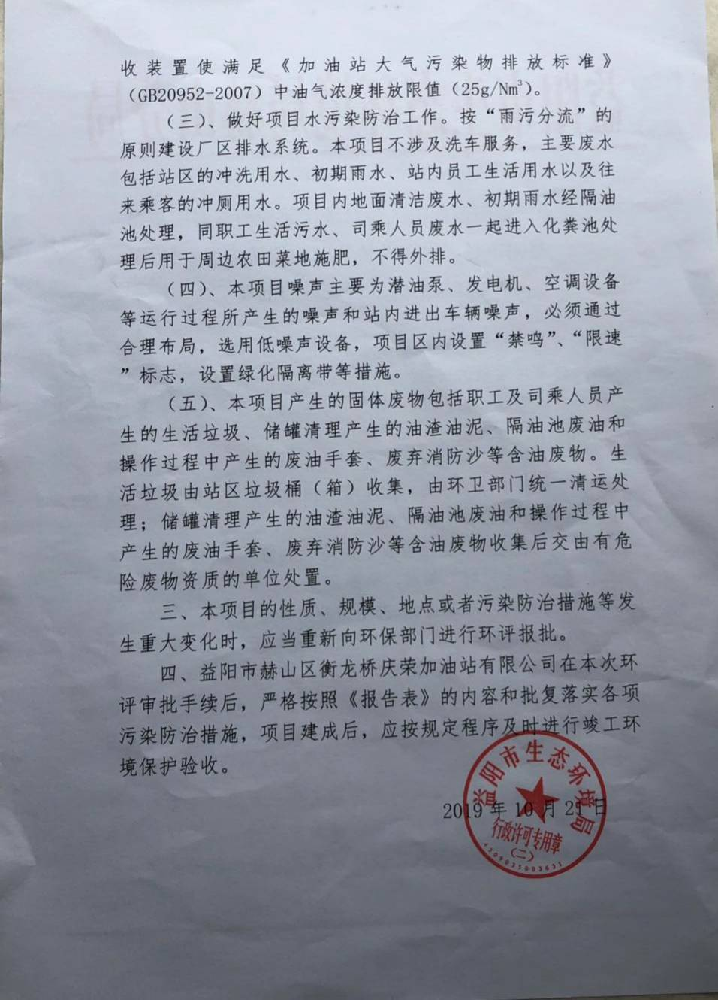 收装置使满足《加油站大气污染物排放标准》
（GB20952-2007）中油气浓度排放限值（25g/Nm³）。
（三）、做好项目水污染防治工作。按“雨污分流”的
原则建设厂区排水系统。本项目不涉及洗车服务，主要废水
包括站区的冲洗用水、初期雨水、站内员工生活用水以及往
来乘客的冲厕用水。项目内地面清洁废水、初期雨水经隔油
池处理，同职工生活污水、司乘人员废水一起进入化粪池处
理后用于周边农田菜地施肥，不得外排。
（四）、本项目噪声主要为潜油泵、发电机、空调设备
等运行过程所产生的噪声和站内进出车辆噪声，必须通过
合理布局，选用低噪声设备，项目区内设置“禁鸣”、“限速
”标志，设置绿化隔离带等措施。
（五）、本项目产生的固体废物包括职工及司乘人员产
生的生活垃圾、储罐清理产生的油渣油泥、隔油池废油和
操作过程中产生的废油手套、废弃消防沙等含油废物。生
活垃圾由站区垃圾桶（箱）收集，由环卫部门统一清运处
理；储罐清理产生的油渣油泥、隔油池废油和操作过程中
产生的废油手套、废弃消防沙等含油废物收集后交由有危
险废物资质的单位处置。
三、本项目的性质、规模、地点或者污染防治措施等发
生重大变化时，应当重新向环保部门进行环评报批。
四、益阳市赫山区衡龙桥庆荣加油站有限公司在本次环
评审批手续后，严格按照《报告表》的内容和批复落实各项
污染防治措施，项目建成后，应按规定程序及时进行竣工环
境保护验收。
2019年10月21日
益阳市生态环境局
行政许可专用章
（二）
4309035003631